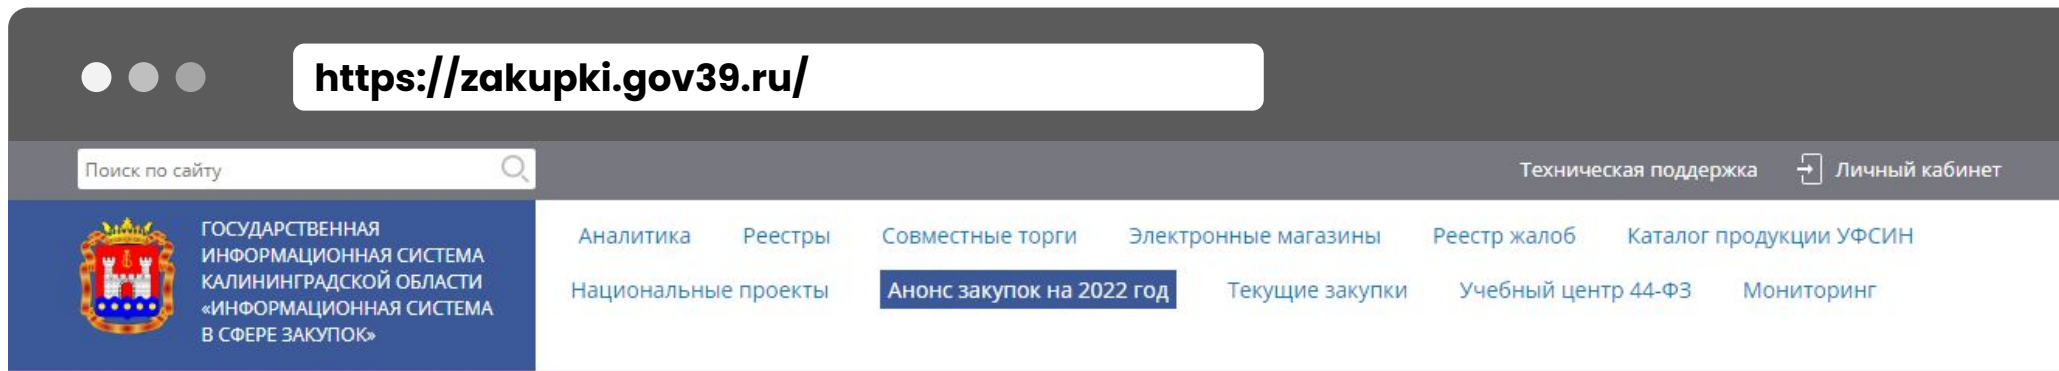 https://zakupki.gov39.ru/
Поиск по сайту
Техническая поддержка
Личный кабинет
ГОСУДАРСТВЕННАЯ
ИНФОРМАЦИОННАЯ СИСТЕМА
КАЛИНИНГРАДСКОЙ ОБЛАСТИ
«ИНФОРМАЦИОННАЯ СИСТЕМА
В СФЕРЕ ЗАКУПОК»
Аналитика Реестры Совместные торги Электронные магазины Реестр жалоб Каталог продукции УФСИН
Национальные проекты Анонс закупок на 2022 год Текущие закупки Учебный центр 44-ФЗ Мониторинг